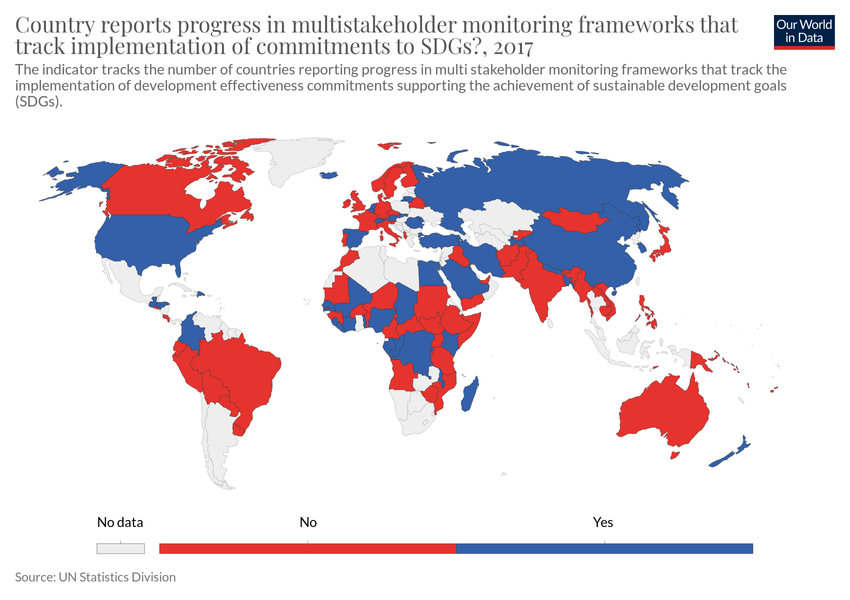 Country reports progress in multistakeholder monitoring frameworks that
track implementation of commitments to SDGs?, 2017
Our World
in Data
The indicator tracks the number of countries reporting progress in multi stakeholder monitoring frameworks that track the
implementation of development effectiveness commitments supporting the achievement of sustainable development goals
(SDGs).
No data
No
Yes
Source: UN Statistics Division